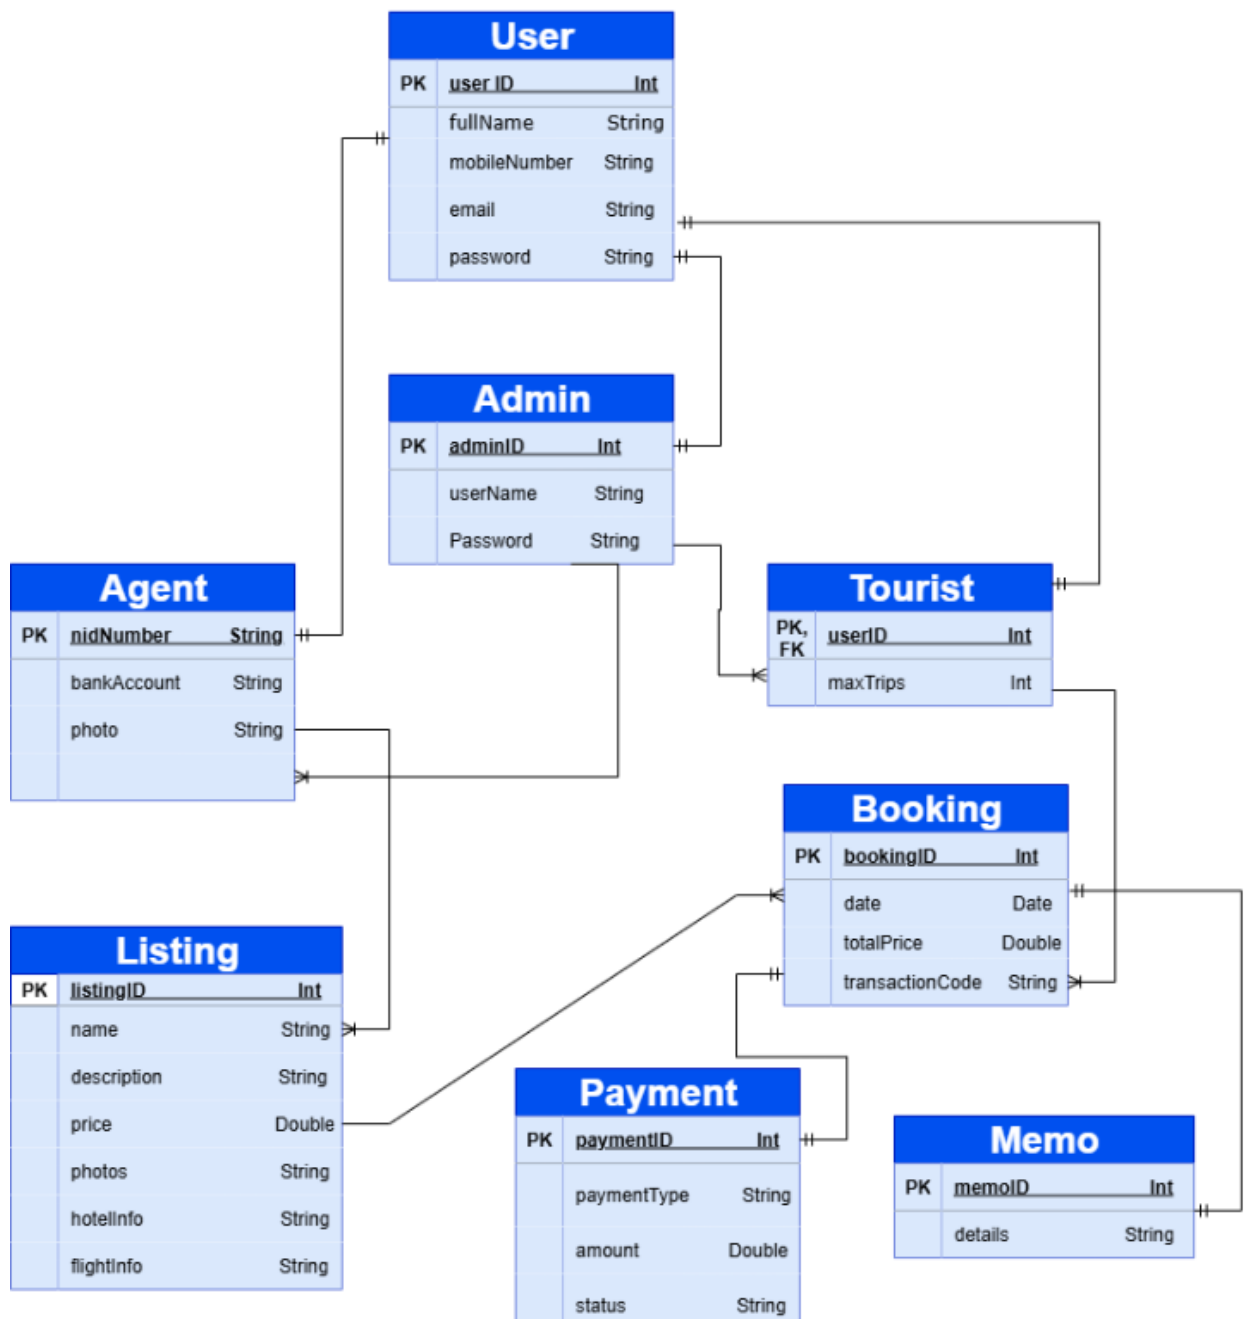 User
PK user ID Int
fullName String
mobileNumber String
email String
password String
Admin
PK adminID Int
userName String
Password String
Agent
PK nidNumber String
bankAccount String
photo String
Tourist
PK, FK userID Int
maxTrips Int
Booking
PK bookingID Int
date Date
totalPrice Double
transactionCode String
Listing
PK listingID Int
name String
description String
price Double
photos String
hotelInfo String
flightInfo String
Payment
PK paymentID Int
paymentType String
amount Double
status String
Memo
PK memoID Int
details String